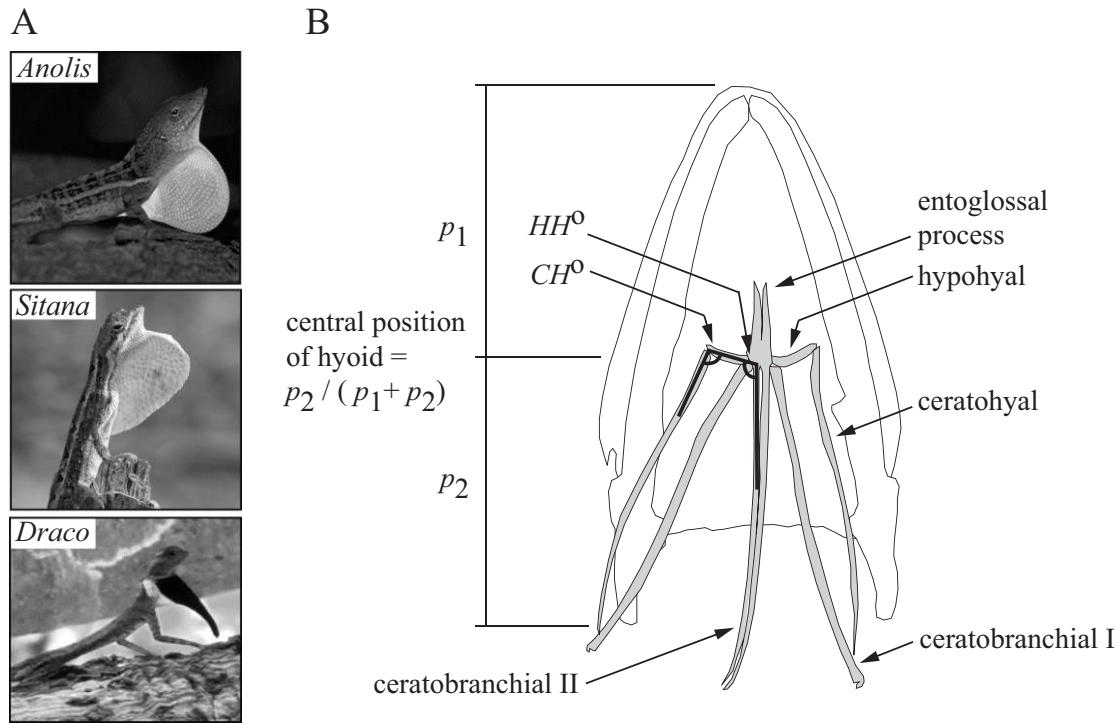 A
Anolis
Sitana
Draco
B
p1
HHº
CHº
central position
of hyoid =
p2 / ( p1+ p2)
p2
entoglossal
process
hypohyal
ceratohyal
ceratobranchial I
ceratobranchial II